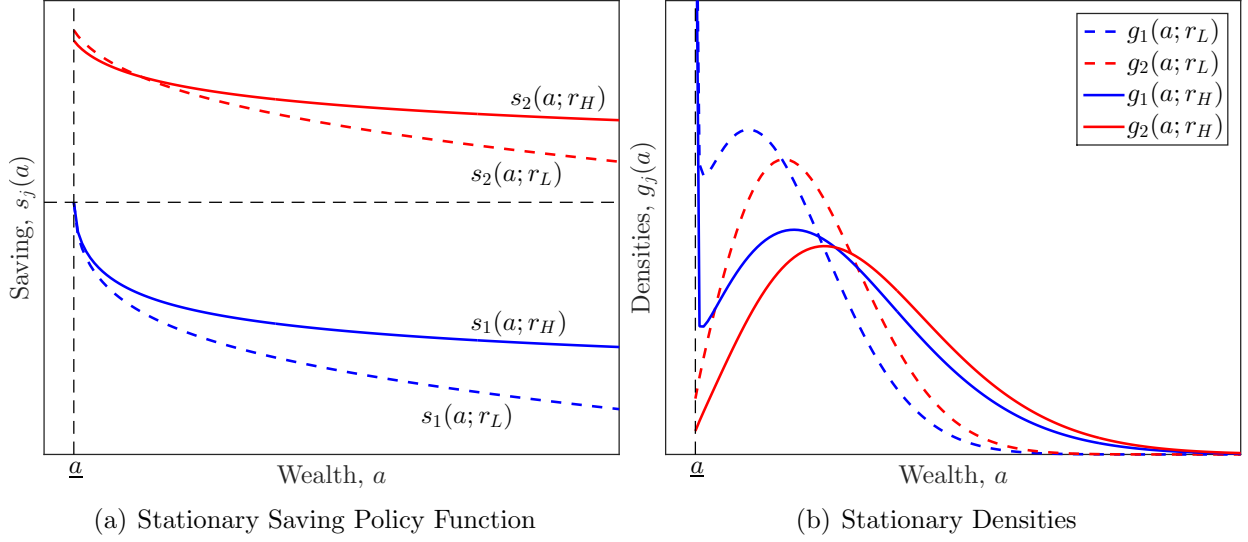 Saving, s_j(a)
s_2(a; r_H)
s_2(a; r_L)
s_1(a; r_H)
s_1(a; r_L)
a̲
Wealth, a
(a) Stationary Saving Policy Function
Densities, g_j(a)
g_1(a; r_L)
g_2(a; r_L)
g_1(a; r_H)
g_2(a; r_H)
a̲
Wealth, a
(b) Stationary Densities